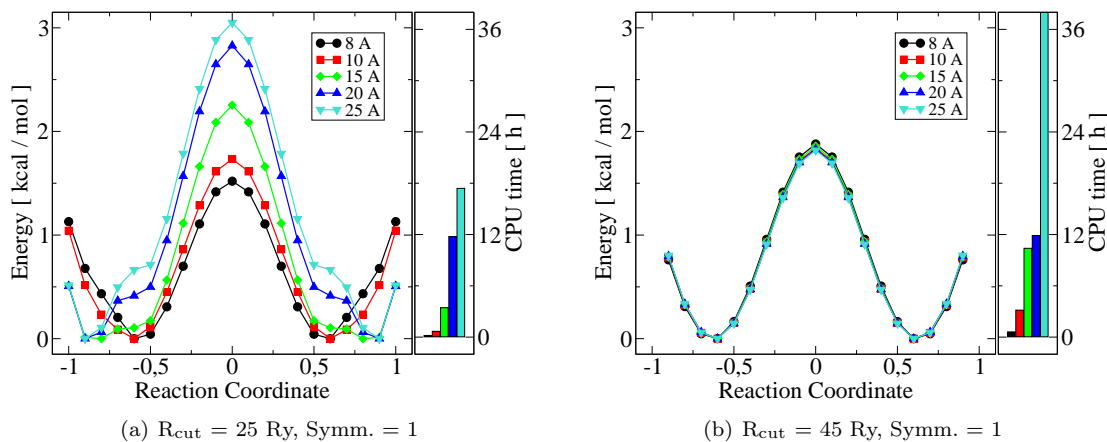 3
2
1
0
Energy [ kcal / mol ]
-1 -0,5 0 0,5 1
Reaction Coordinate
8 A
10 A
15 A
20 A
25 A
36
24
12
0
CPU time [ h ]
(a) R_cut = 25 Ry, Symm. = 1
3
2
1
0
Energy [ kcal / mol ]
-1 -0,5 0 0,5 1
Reaction Coordinate
8 A
10 A
15 A
20 A
25 A
36
24
12
0
CPU time [ h ]
(b) R_cut = 45 Ry, Symm. = 1